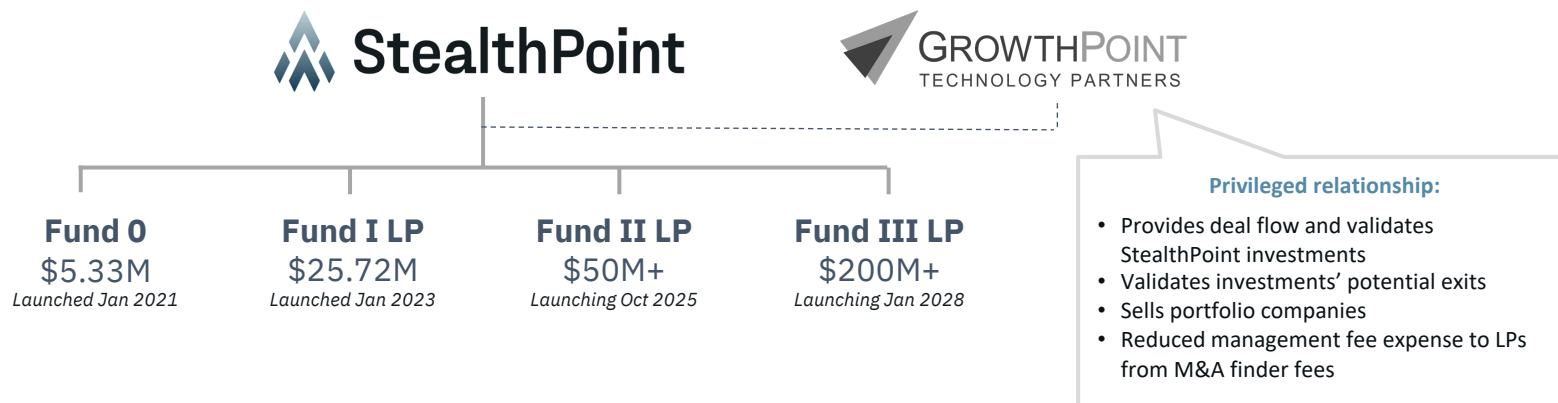 StealthPoint
GROWTHPOINT
TECHNOLOGY PARTNERS
Fund 0
$5.33M
Launched Jan 2021
Fund I LP
$25.72M
Launched Jan 2023
Fund II LP
$50M+
Launching Oct 2025
Fund III LP
$200M+
Launching Jan 2028
Privileged relationship:
• Provides deal flow and validates
StealthPoint investments
• Validates investments’ potential exits
• Sells portfolio companies
• Reduced management fee expense to LPs
from M&A finder fees